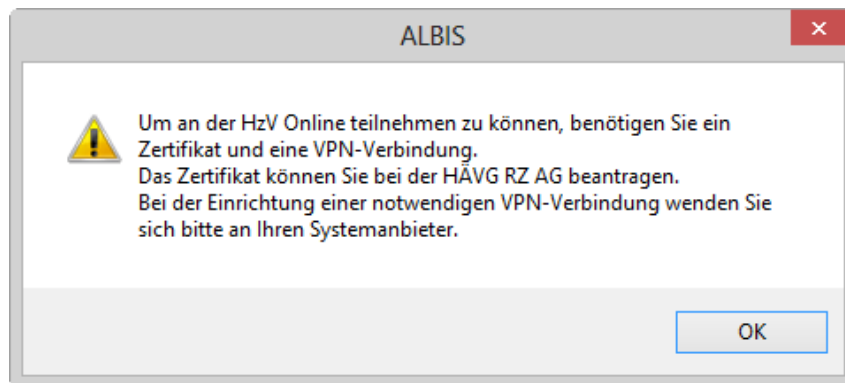 ALBIS
Um an der HzV Online teilnehmen zu können, benötigen Sie ein
Zertifikat und eine VPN-Verbindung.
Das Zertifikat können Sie bei der HÄVG RZ AG beantragen.
Bei der Einrichtung einer notwendigen VPN-Verbindung wenden Sie
sich bitte an Ihren Systemanbieter.
OK